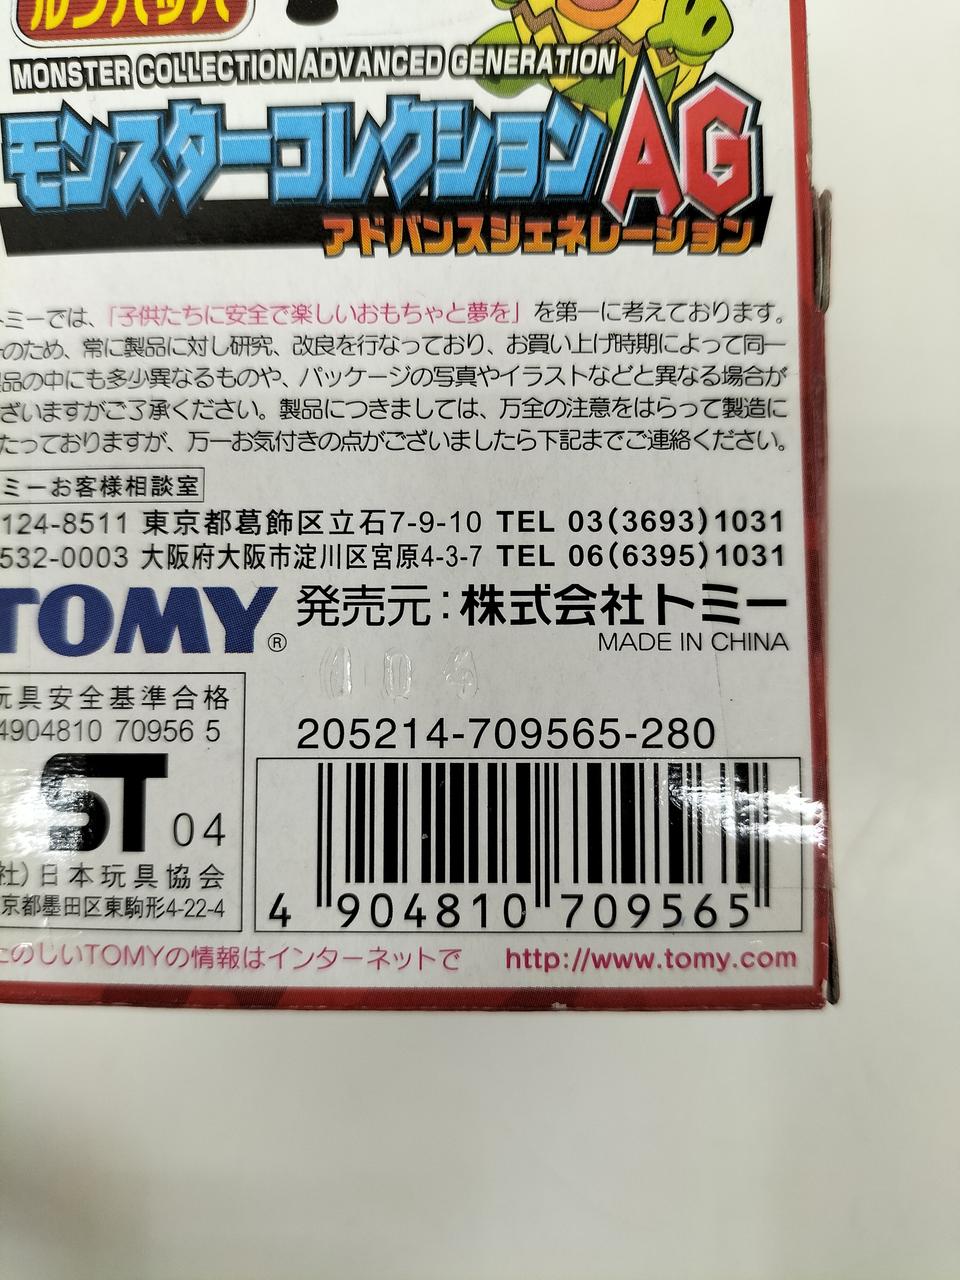 ルンパッパ
MONSTER COLLECTION ADVANCED GENERATION
モンスターコレクションAG
アドバンスジェネレーション
トミーでは、「子供たちに安全で楽しいおもちゃと夢を」を第一に考えております。
のため、常に製品に対し研究、改良を行なっており、お買い上げ時期によって同一
品の中にも多少異なるものや、パッケージの写真やイラストなどと異なる場合が
ざいますがご了承ください。製品につきましては、万全の注意をはらって製造に
たっておりますが、万一お気付きの点がございましたら下記までご連絡ください。
ミーお客様相談室
124-8511 東京都葛飾区立石7-9-10 TEL 03(3693)1031
532-0003 大阪府大阪市淀川区宮原4-3-7 TEL 06(6395)1031
TOMY® 発売元:株式会社トミー
MADE IN CHINA
玩具安全基準合格
4904810 70956 5
ST 04
社)日本玩具協会
京都墨田区東駒形4-22-4
205214-709565-280
4 904810 709565
たのしいTOMYの情報はインターネットで http://www.tomy.com